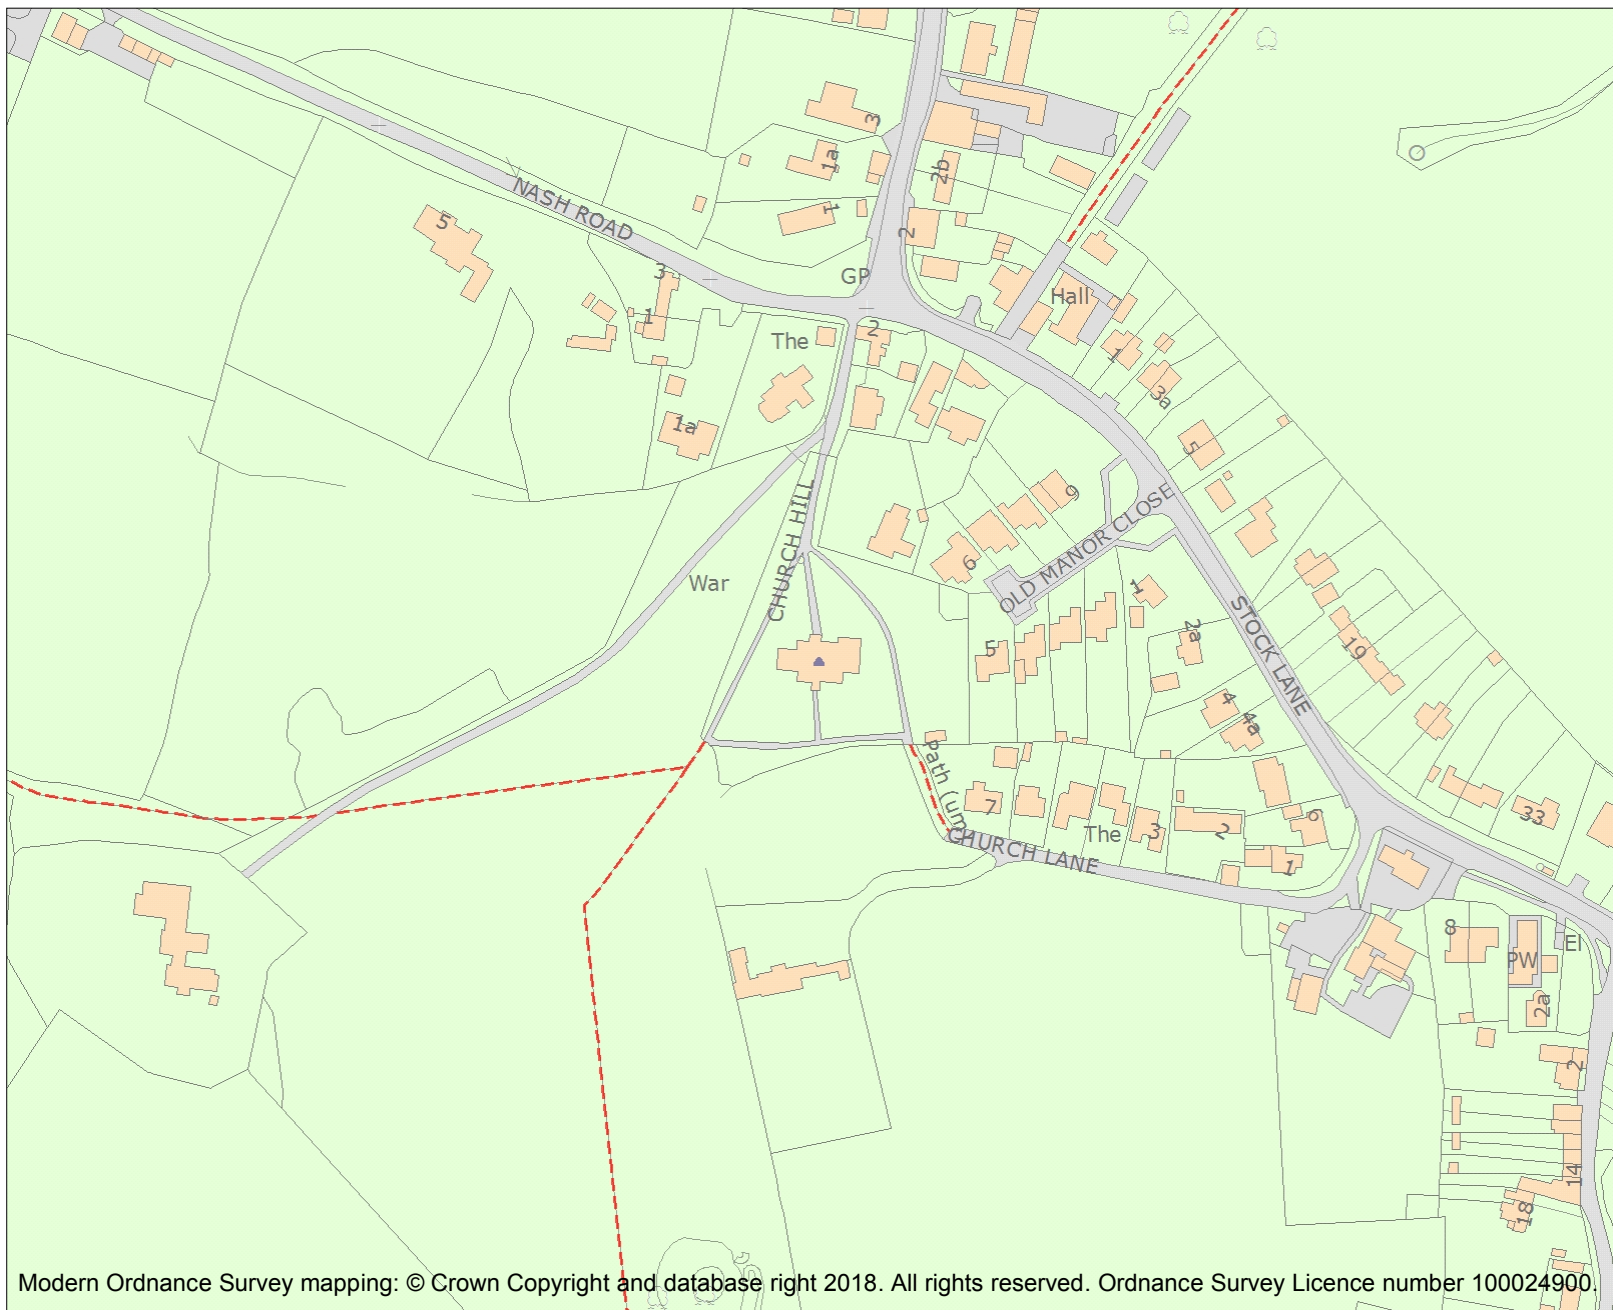 3
1a
2b
NASH ROAD
1
2
5
GP
3
Hall
1
The
2
1
3a
1a
5
9
OLD MANOR CLOSE
CHURCH HILL
War
6
1
STOCK LANE
2a
5
19
4
4a
Path (um
7
The
3
2
6
33
CHURCH LANE
1
8
El
PW
2a
2
14
18
Modern Ordnance Survey mapping: © Crown Copyright and database right 2018. All rights reserved. Ordnance Survey Licence number 100024900.